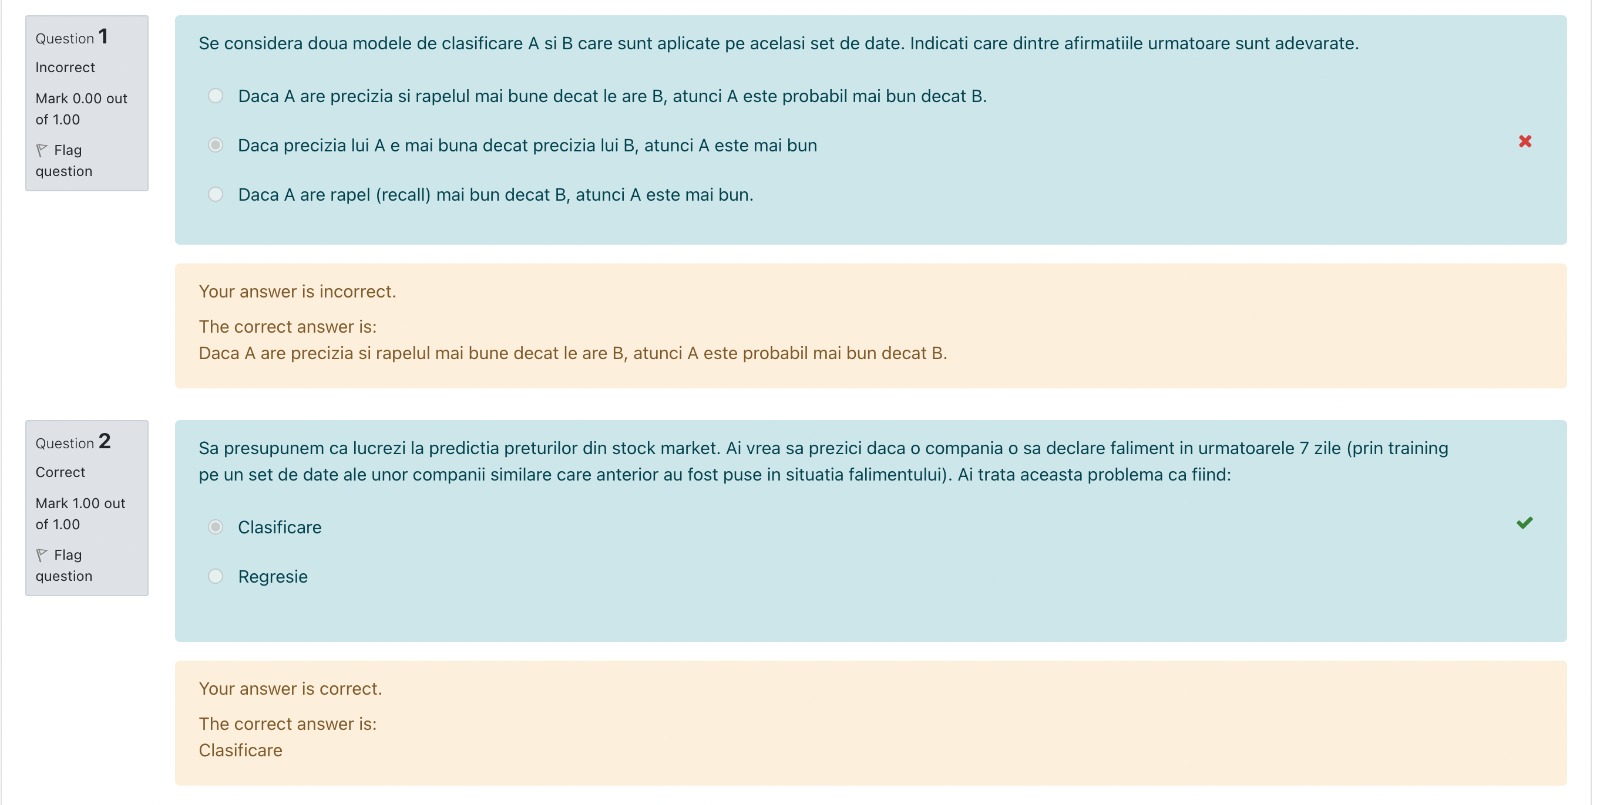 Question 1
Incorrect
Mark 0.00 out
of 1.00
Flag
question
Se considera doua modele de clasificare A si B care sunt aplicate pe acelasi set de date. Indicati care dintre afirmatiile urmatoare sunt adevarate.
Daca A are precizia si rapelul mai bune decat le are B, atunci A este probabil mai bun decat B.
Daca precizia lui A e mai buna decat precizia lui B, atunci A este mai bun
Daca A are rapel (recall) mai bun decat B, atunci A este mai bun.
Your answer is incorrect.
The correct answer is:
Daca A are precizia si rapelul mai bune decat le are B, atunci A este probabil mai bun decat B.
Question 2
Correct
Mark 1.00 out
of 1.00
Flag
question
Sa presupunem ca lucrezi la predictia preturilor din stock market. Ai vrea sa prezici daca o compania o sa declare faliment in urmatoarele 7 zile (prin training
pe un set de date ale unor companii similare care anterior au fost puse in situatia falimentului). Ai trata aceasta problema ca fiind:
Clasificare
Regresie
Your answer is correct.
The correct answer is:
Clasificare